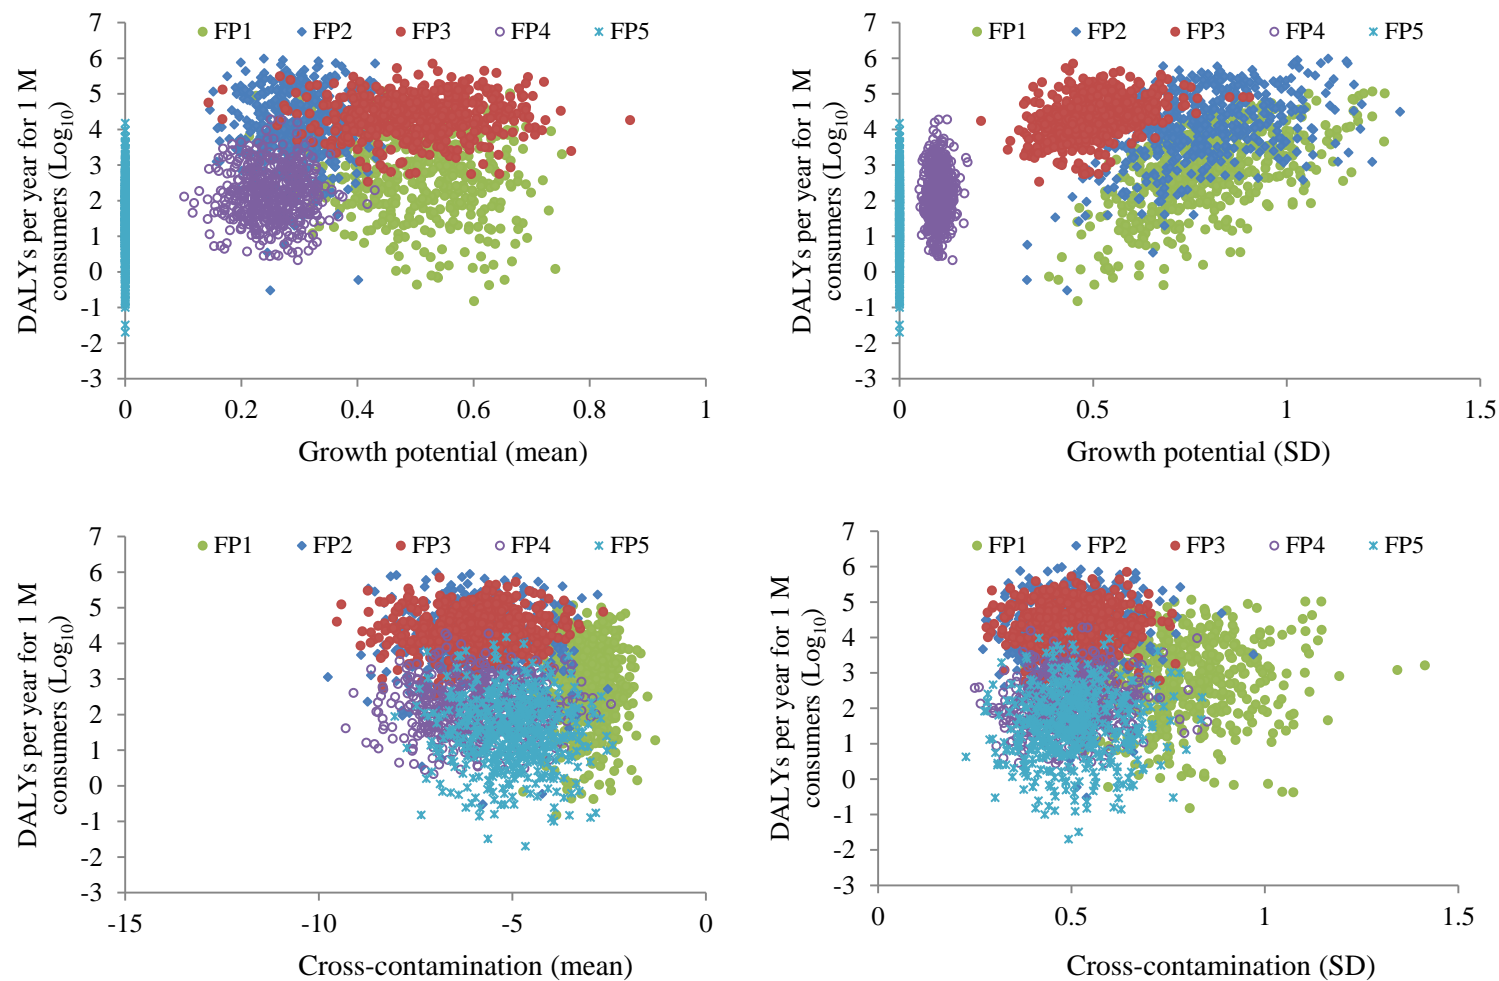 7
6
5
4
3
2
1
0
-1
-2
-3
DALYs per year for 1 M
consumers (Log10)
FP1 FP2 FP3 FP4 FP5
0 0.2 0.4 0.6 0.8 1
Growth potential (mean)
7
6
5
4
3
2
1
0
-1
-2
-3
DALYs per year for 1 M
consumers (Log10)
FP1 FP2 FP3 FP4 FP5
0 0.5 1 1.5
Growth potential (SD)
7
6
5
4
3
2
1
0
-1
-2
-3
DALYs per year for 1 M
consumers (Log10)
FP1 FP2 FP3 FP4 FP5
-15 -10 -5 0
Cross-contamination (mean)
7
6
5
4
3
2
1
0
-1
-2
-3
DALYs per year for 1 M
consumers (Log10)
FP1 FP2 FP3 FP4 FP5
0 0.5 1 1.5
Cross-contamination (SD)